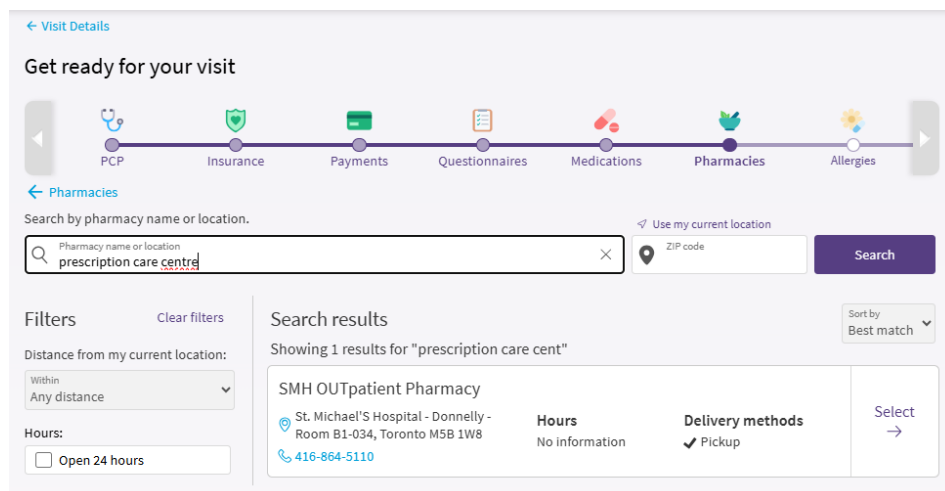 ← Visit Details
Get ready for your visit
PCP
Insurance
Payments
Questionnaires
Medications
Pharmacies
Allergies
← Pharmacies
Search by pharmacy name or location.
Use my current location
Pharmacy name or location
prescription care centre
ZIP code
Search
Filters
Clear filters
Distance from my current location:
Within
Any distance
Hours:
Open 24 hours
Search results
Sort by
Best match
Showing 1 results for "prescription care cent"
SMH OUTpatient Pharmacy
St. Michael'S Hospital - Donnelly -
Room B1-034, Toronto M5B 1W8
416-864-5110
Hours
No information
Delivery methods
Pickup
Select
→